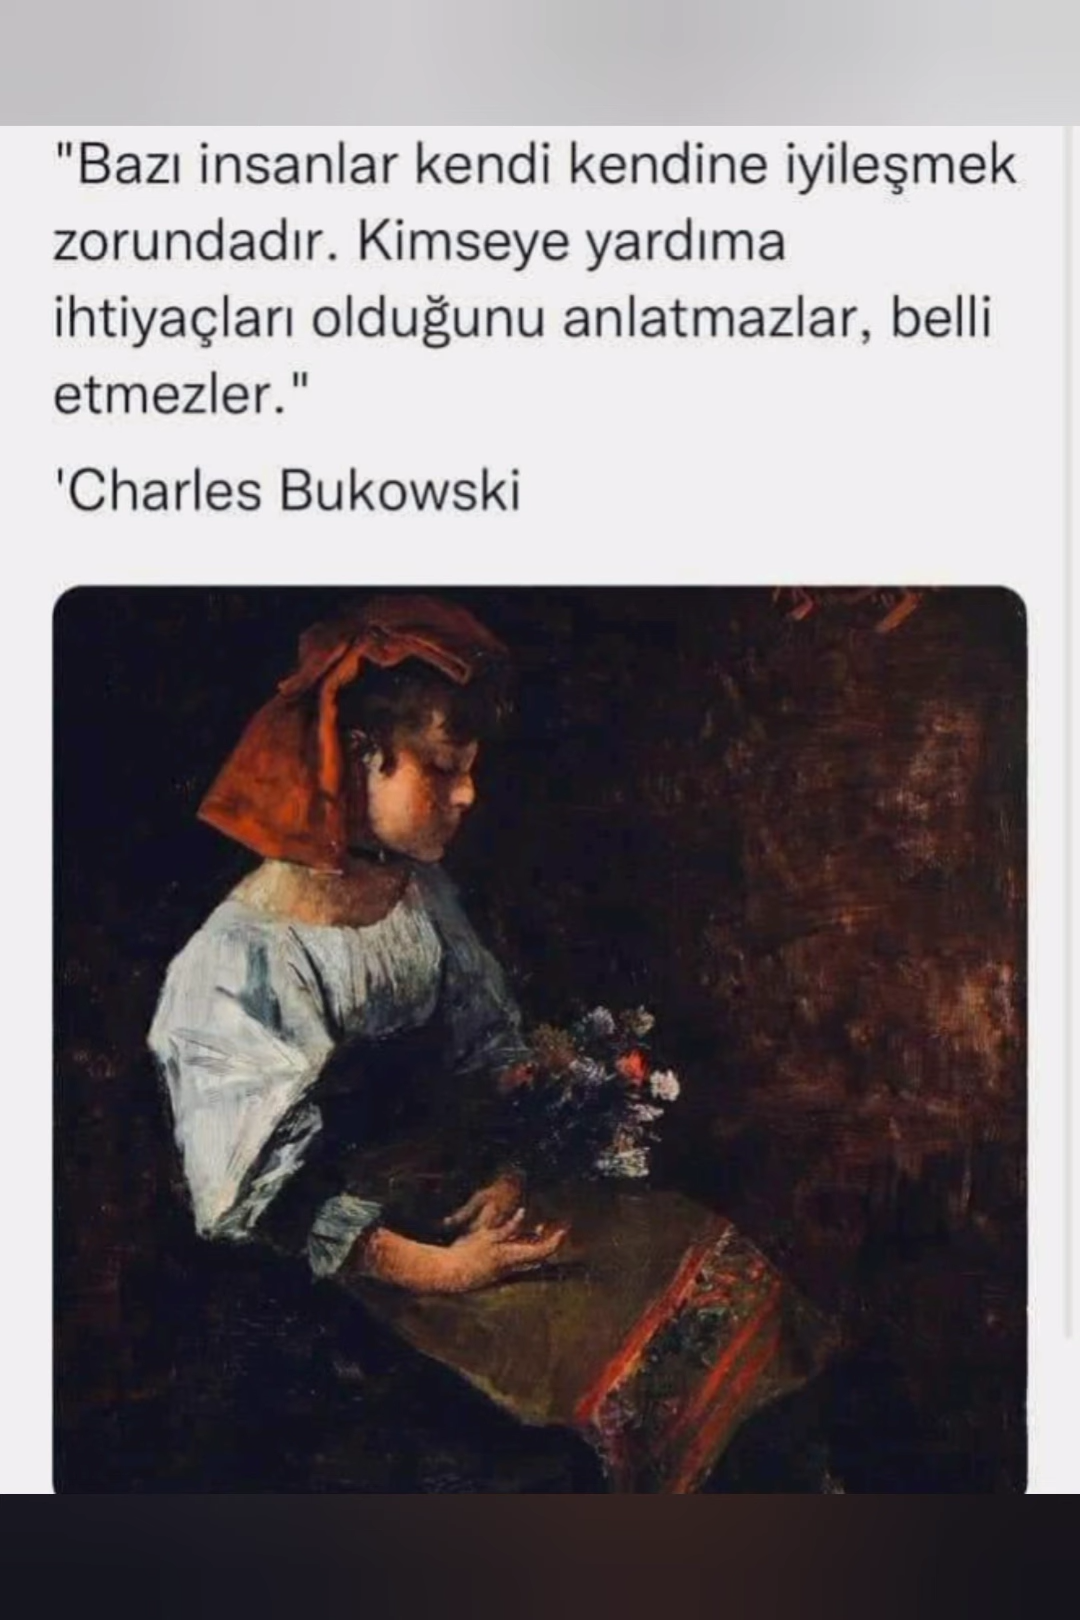 "Bazı insanlar kendi kendine iyileşmek
zorundadır. Kimseye yardıma
ihtiyaçları olduğunu anlatmazlar, belli
etmezler."
'Charles Bukowski